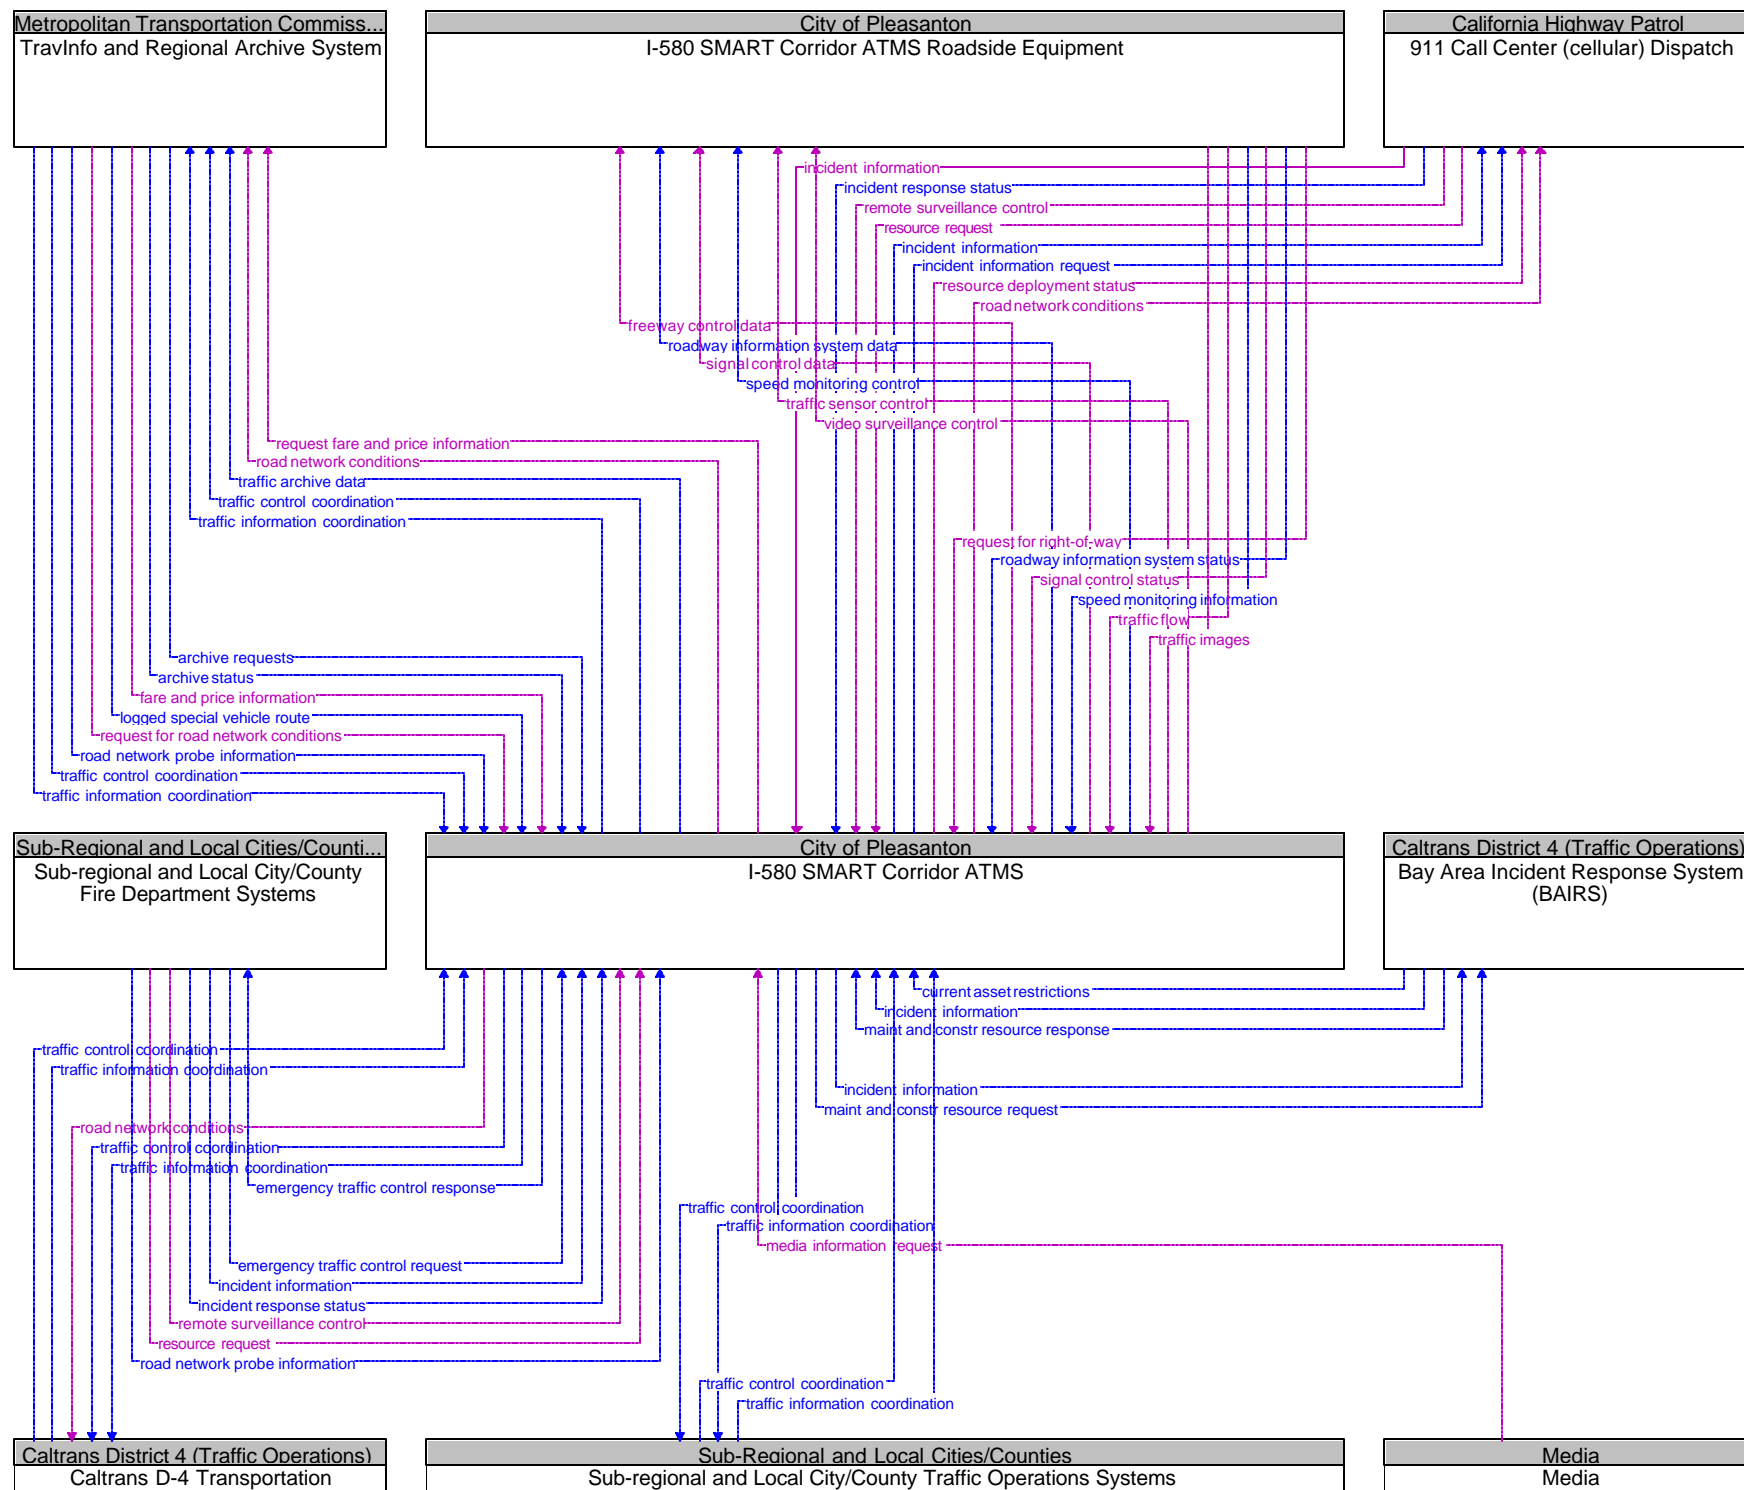 Metropolitan Transportation Commiss...
TravInfo and Regional Archive System
City of Pleasanton
I-580 SMART Corridor ATMS Roadside Equipment
California Highway Patrol
911 Call Center (cellular) Dispatch
incident information
incident response status
remote surveillance control
resource request
incident information
incident information request
resource deployment status
road network conditions
freeway control data
roadway information system data
signal control data
speed monitoring control
traffic sensor control
video surveillance control
request fare and price information
road network conditions
traffic archive data
traffic control coordination
traffic information coordination
request for right-of-way
roadway information system status
signal control status
speed monitoring information
traffic flow
traffic images
archive requests
archive status
fare and price information
logged special vehicle route
request for road network conditions
road network probe information
traffic control coordination
traffic information coordination
Sub-Regional and Local Cities/Counti...
Sub-regional and Local City/County
Fire Department Systems
City of Pleasanton
I-580 SMART Corridor ATMS
Caltrans District 4 (Traffic Operations)
Bay Area Incident Response System
(BAIRS)
current asset restrictions
incident information
maint and constr resource response
traffic control coordination
traffic information coordination
incident information
maint and constr resource request
road network conditions
traffic control coordination
traffic information coordination
emergency traffic control response
traffic control coordination
traffic information coordination
media information request
emergency traffic control request
incident information
incident response status
remote surveillance control
resource request
road network probe information
traffic control coordination
traffic information coordination
Caltrans District 4 (Traffic Operations)
Caltrans D-4 Transportation
Sub-Regional and Local Cities/Counties
Sub-regional and Local City/County Traffic Operations Systems
Media
Media